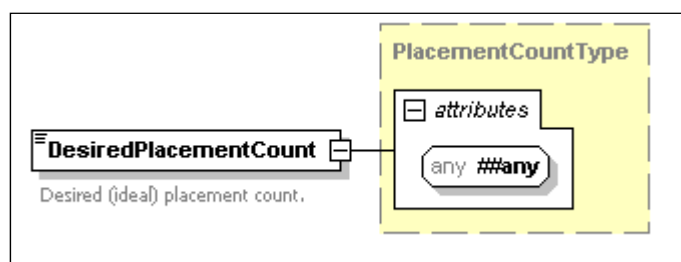 PlacementCountType
attributes
DesiredPlacementCount
any ##any
Desired (ideal) placement count.